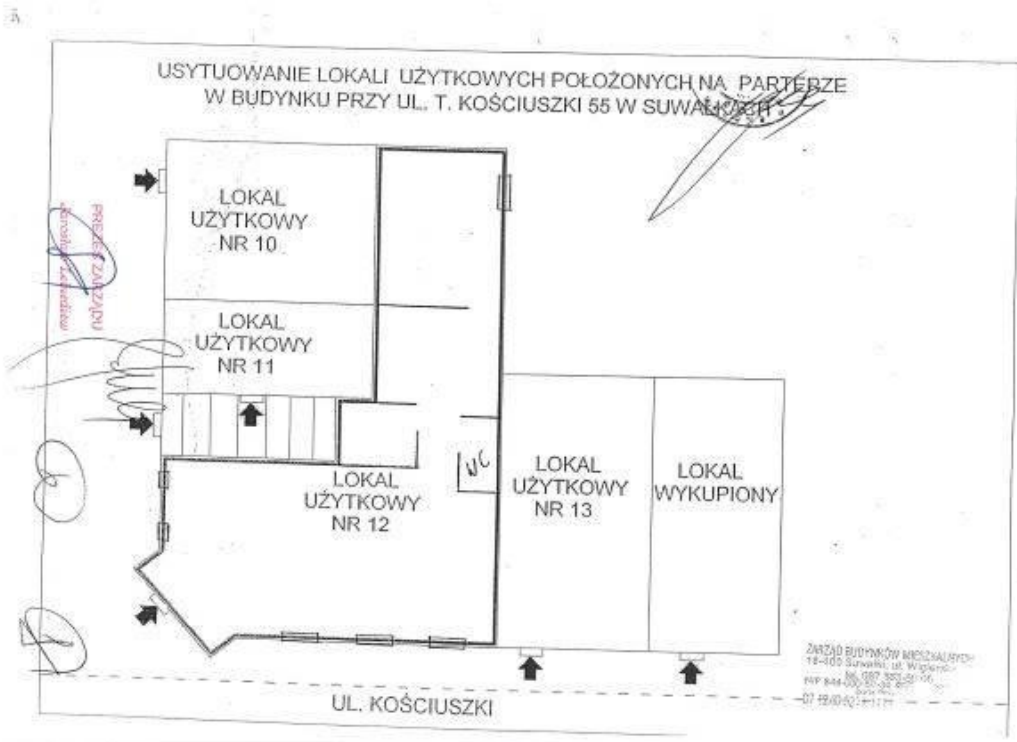 USYTUOWANIE LOKALI UŻYTKOWYCH POŁOŻONYCH NA PARTERZE
W BUDYNKU PRZY UL. T. KOŚCIUSZKI 55 W SUWAŁKACH
LOKAL
UŻYTKOWY
NR 10
PREZES ZARZĄDU
LOKAL
UŻYTKOWY
NR 11
LOKAL
UŻYTKOWY
NR 12
WC
LOKAL
UŻYTKOWY
NR 13
LOKAL
WYKUPIONY
ZARZĄD BUDYNKÓW MIESZKALNYCH
UL. KOŚCIUSZKI